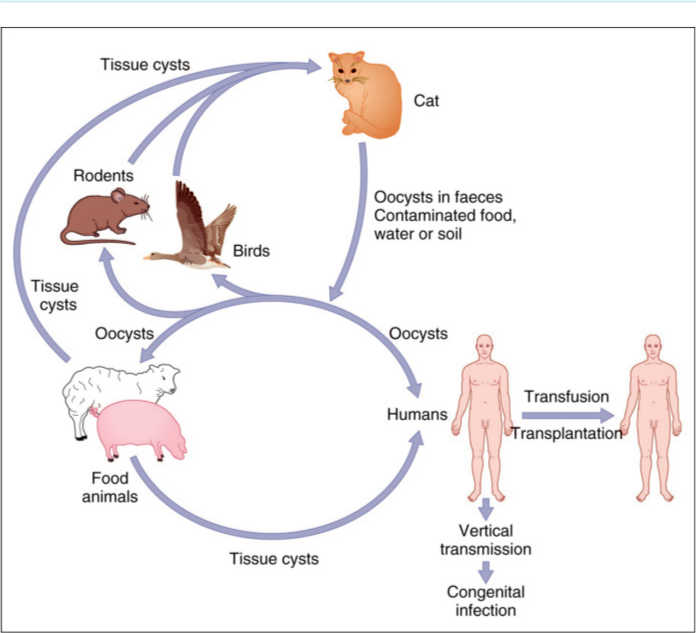 Tissue cysts
Cat
Rodents
Oocysts in faeces
Contaminated food,
water or soil
Birds
Tissue
cysts
Oocysts
Oocysts
Humans
Transfusion
Transplantation
Food
animals
Tissue cysts
Vertical
transmission
Congenital
infection